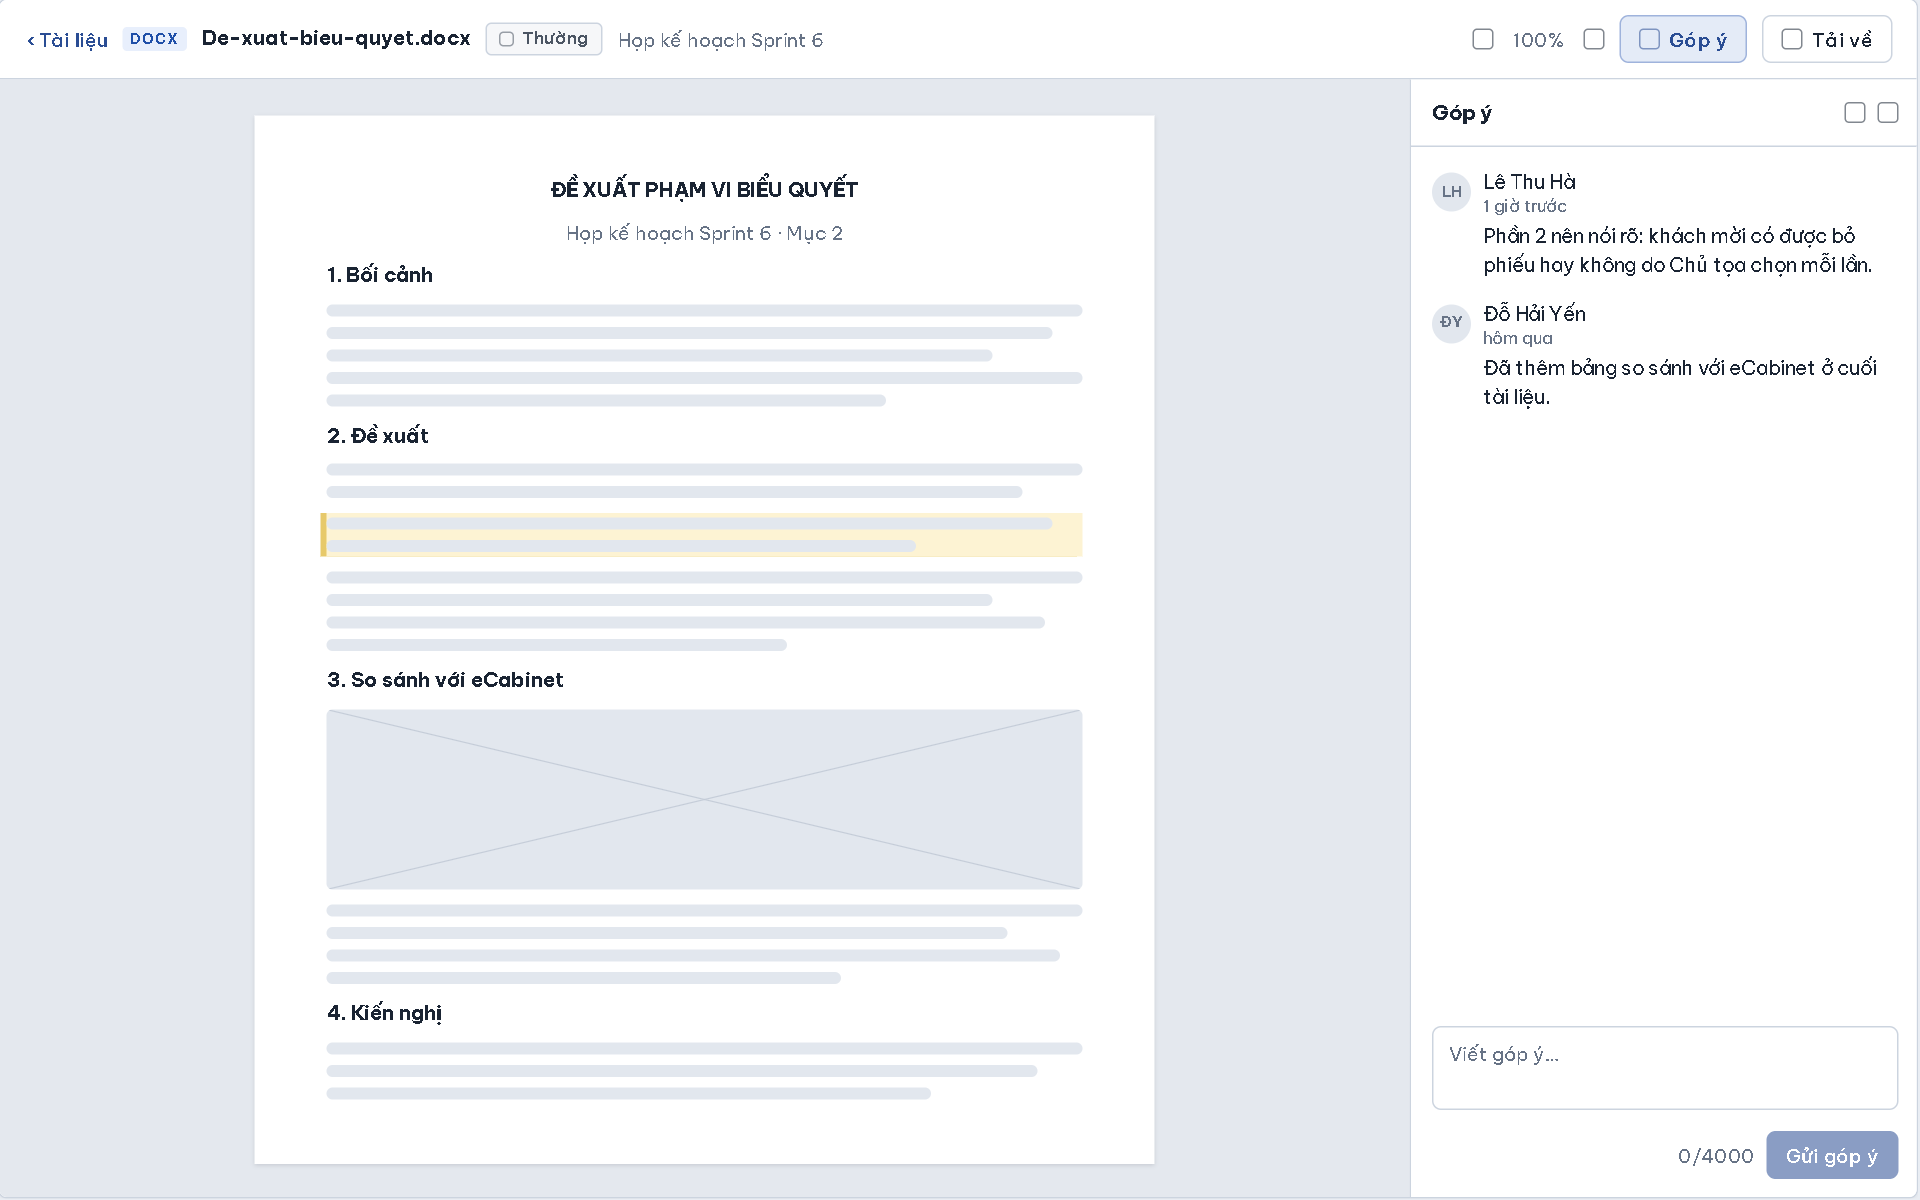 ‹ Tài liệu DOCX De-xuat-bieu-quyet.docx Thường Họp kế hoạch Sprint 6 100% Góp ý Tải về
ĐỀ XUẤT PHẠM VI BIỂU QUYẾT
Họp kế hoạch Sprint 6 · Mục 2
1. Bối cảnh
2. Đề xuất
3. So sánh với eCabinet
4. Kiến nghị
Góp ý
LH Lê Thu Hà
1 giờ trước
Phần 2 nên nói rõ: khách mời có được bỏ
phiếu hay không do Chủ tọa chọn mỗi lần.
ĐY Đỗ Hải Yến
hôm qua
Đã thêm bảng so sánh với eCabinet ở cuối
tài liệu.
Viết góp ý...
0/4000 Gửi góp ý